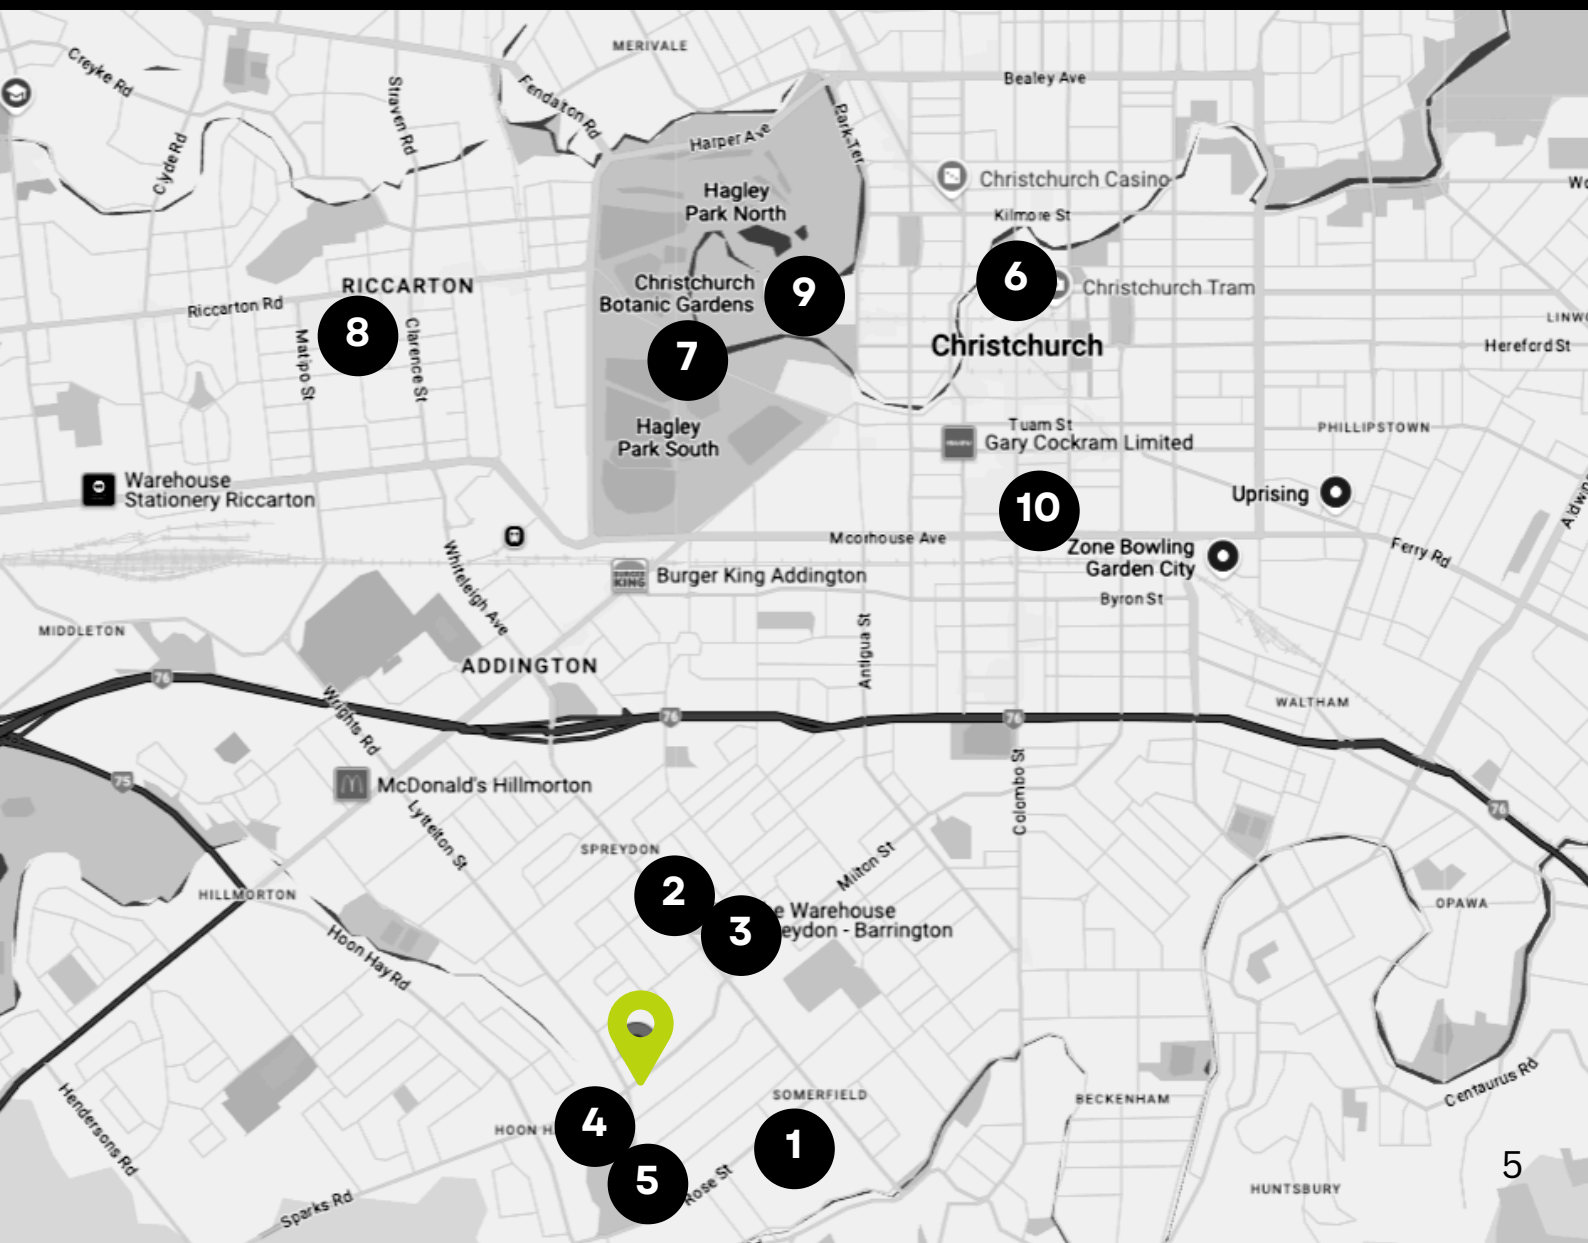 MERIVALE
Creyke Rd
Straven Rd
Fendalton Rd
Bealey Ave
Park Ter
Harper Ave
Clyde Rd
Christchurch Casino
Hagley
Park North
Kilmore St
6
Christchurch Tram
RICCARTON
Christchurch
Botanic Gardens
9
Riccarton Rd
8
Matipo St
Clarence St
7
Christchurch
Hereford St
Hagley
Park South
Tuam St
Gary Cockram Limited
PHILLIPSTOWN
Warehouse
Stationery Riccarton
10
Uprising
Moorhouse Ave
Zone Bowling
Garden City
Ferry Rd
Whiteleigh Ave
BURGER
KING
Burger King Addington
Byron St
MIDDLETON
Antigua St
ADDINGTON
76
76
76
WALTHAM
Wrights Rd
75
McDonald's Hillmorton
Colombo St
76
Lyttelton St
SPREYDON
Milton St
HILLMORTON
2
3
e Warehouse
eydon - Barrington
OPAWA
Hoon Hay Rd
Hendersons Rd
SOMERFIELD
BECKENHAM
Centaurus Rd
HOON H
4
1
5
Rose St
Sparks Rd
HUNTSBURY
5